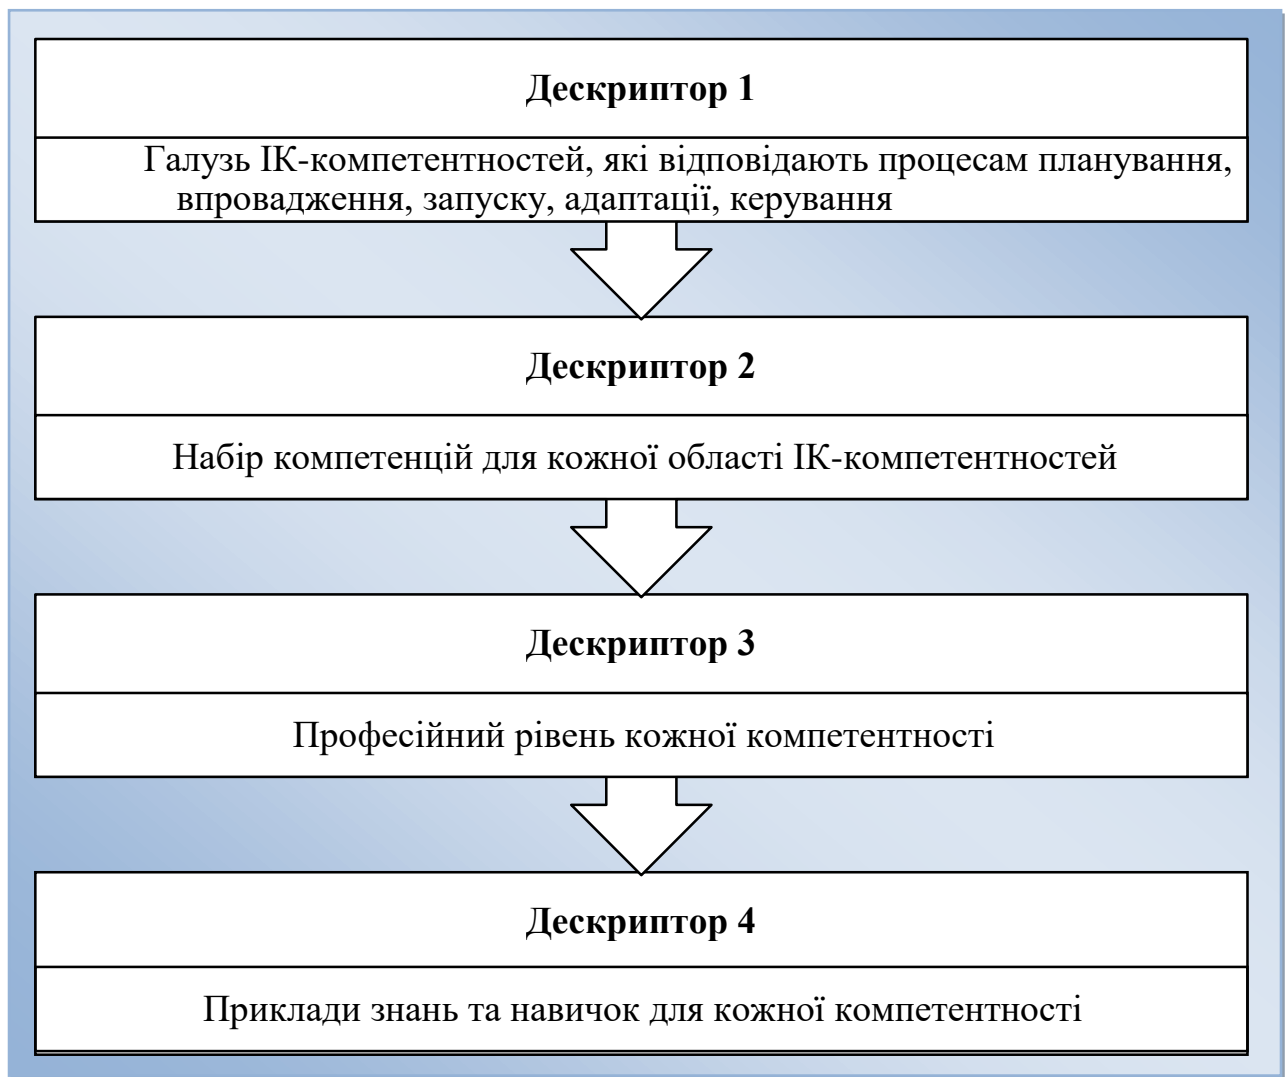 Дескриптор 1
Галузь ІК-компетентностей, які відповідають процесам планування,
впровадження, запуску, адаптації, керування
Дескриптор 2
Набір компетенцій для кожної області ІК-компетентностей
Дескриптор 3
Професійний рівень кожної компетентності
Дескриптор 4
Приклади знань та навичок для кожної компетентності